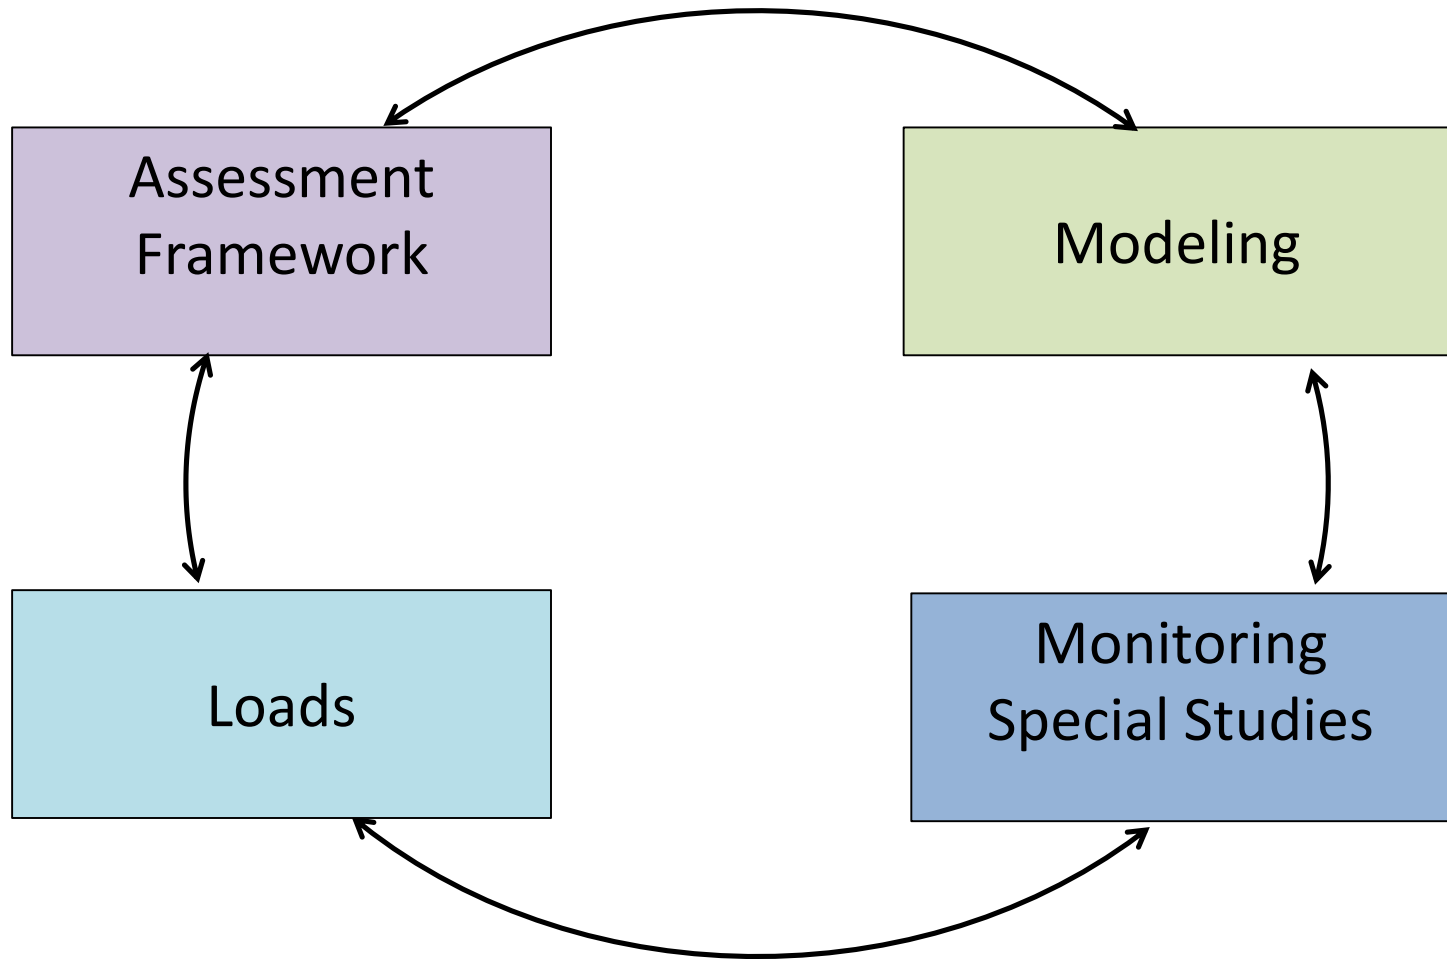 Assessment
Framework
Modeling
Loads
Monitoring
Special Studies